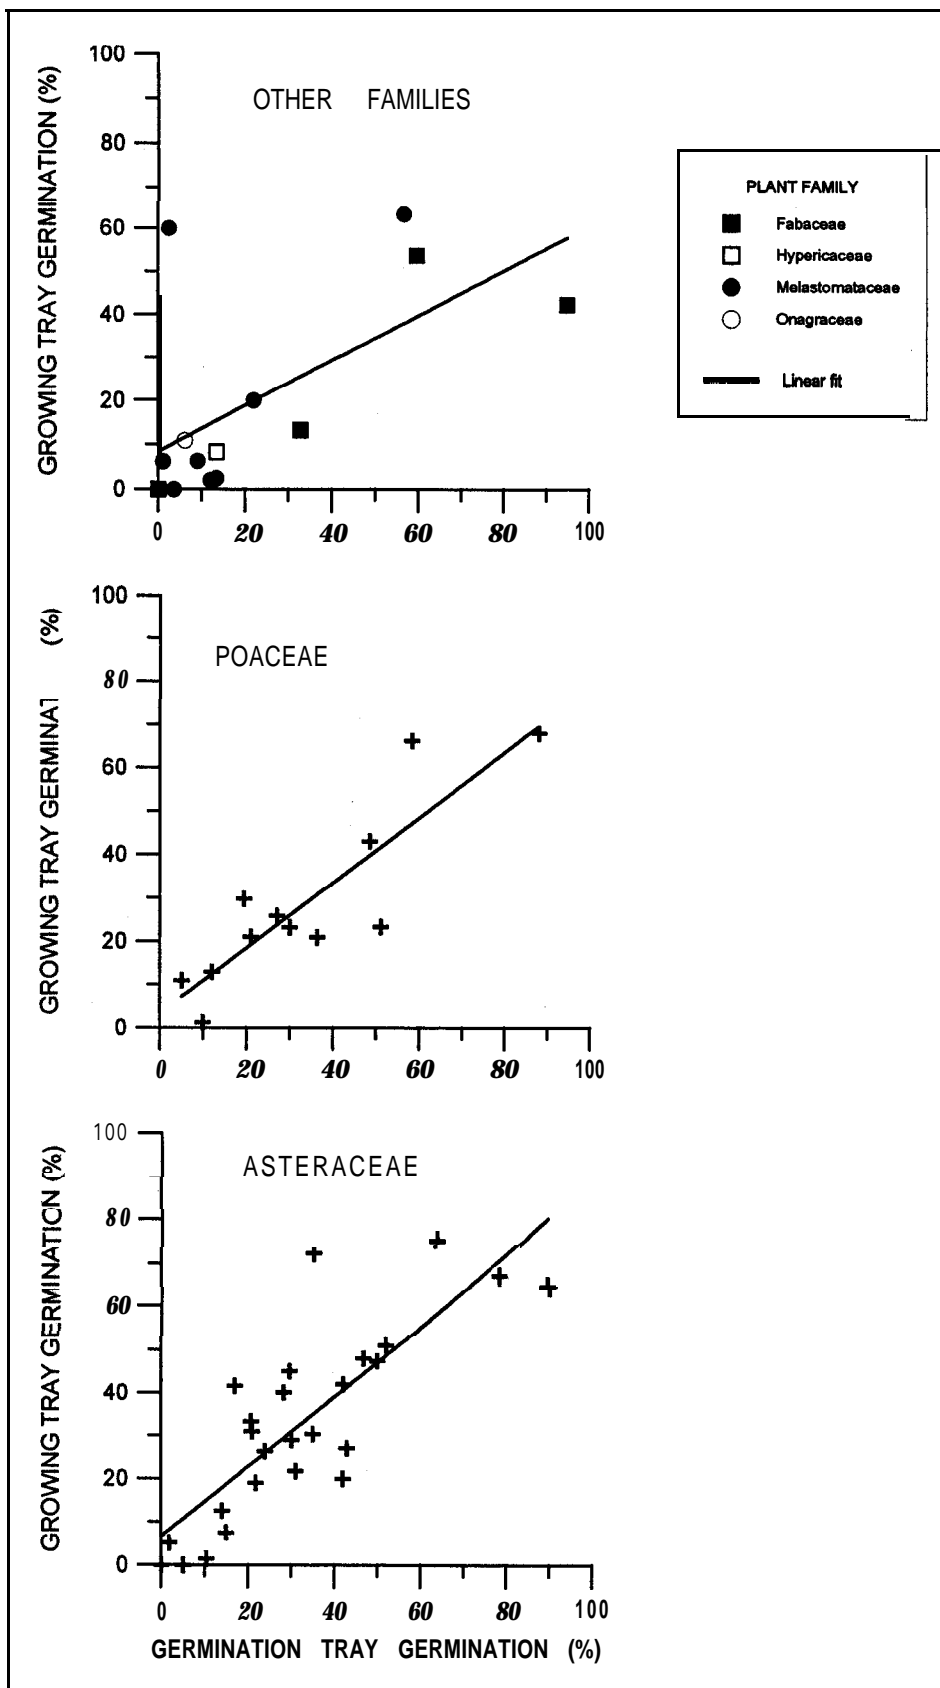 OTHER FAMILIES
GROWING TRAY GERMINATION (%)
100
80
60
40
20
0
0 20 40 60 80 100
PLANT FAMILY
Fabaceae
Hypericaceae
Melastomataceae
Onagraceae
Linear fit
POACEAE
GROWING TRAY GERMINAT (%)
100
80
60
40
20
0
0 20 40 60 80 100
ASTERACEAE
GROWING TRAY GERMINATION (%)
100
80
60
40
20
0
0 20 40 60 80 100
GERMINATION TRAY GERMINATION (%)